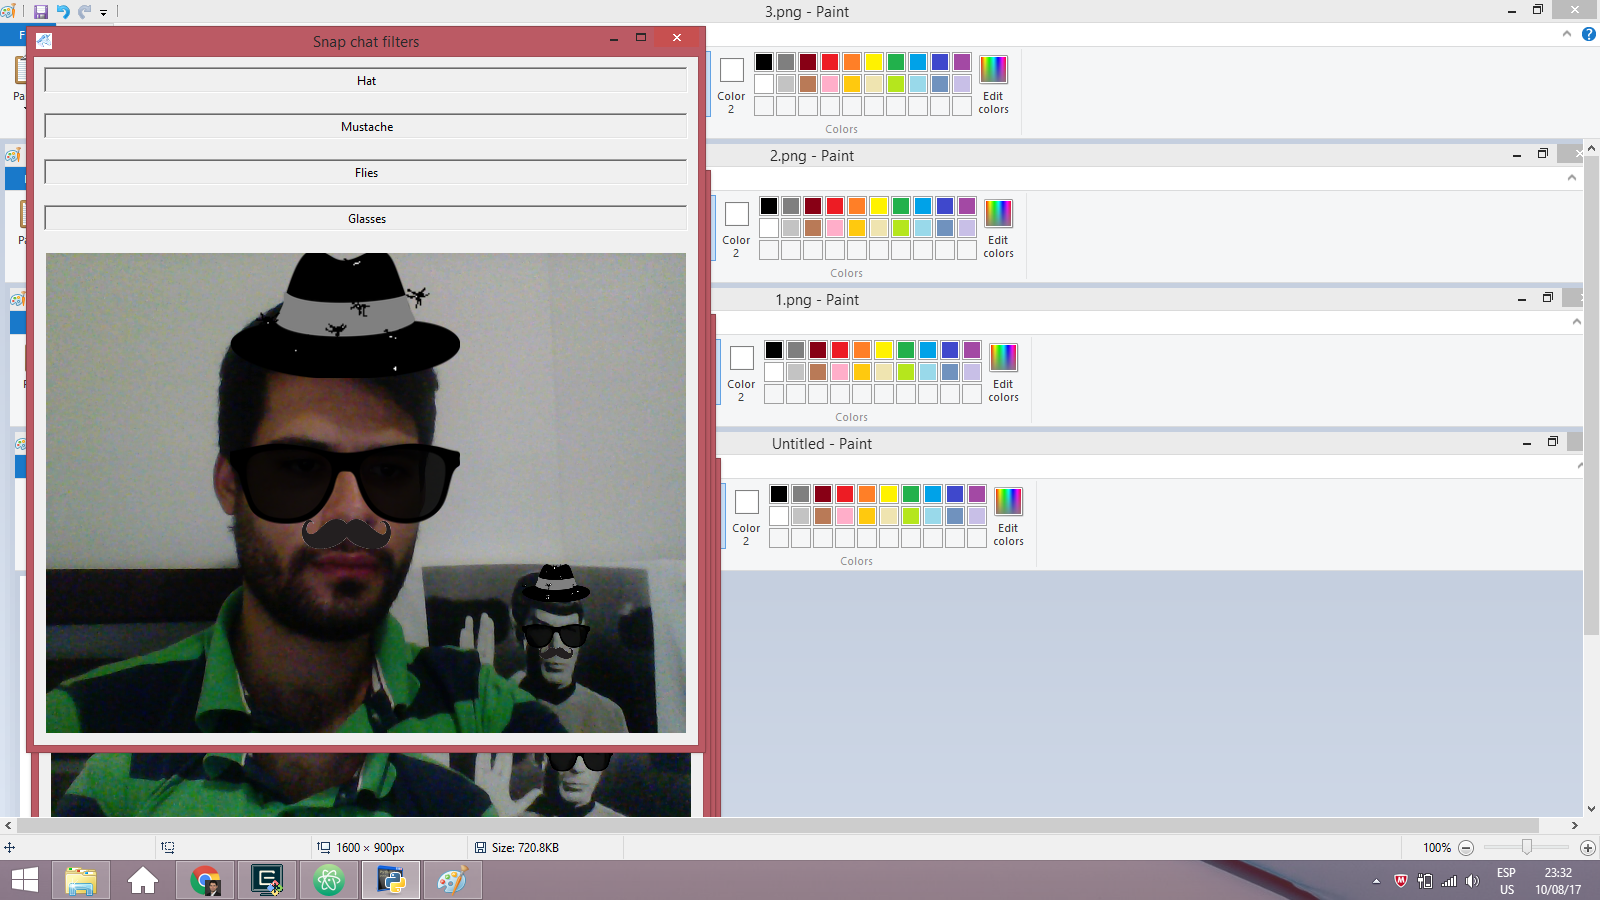 3.png - Paint
F
Snap chat filters
Hat
Pa
Mustache
Flies
Glasses
Pa
Color
2
Edit
colors
Colors
2.png - Paint
Color
2
Edit
colors
Colors
1.png - Paint
Color
2
Edit
colors
Colors
Untitled - Paint
Color
2
Edit
colors
Colors
1600 × 900px
Size: 720.8KB
100%
ESP
US
23:32
10/08/17